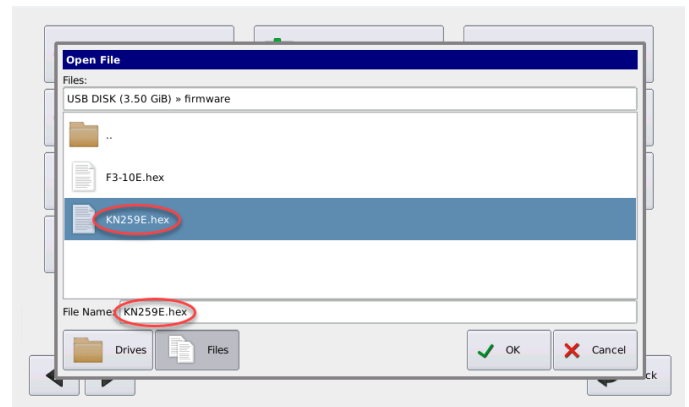 Open File
Files:
USB DISK (3.50 GiB) » firmware
..
F3-10E.hex
KN259E.hex
File Name: KN259E.hex
Drives
Files
OK
Cancel
ck